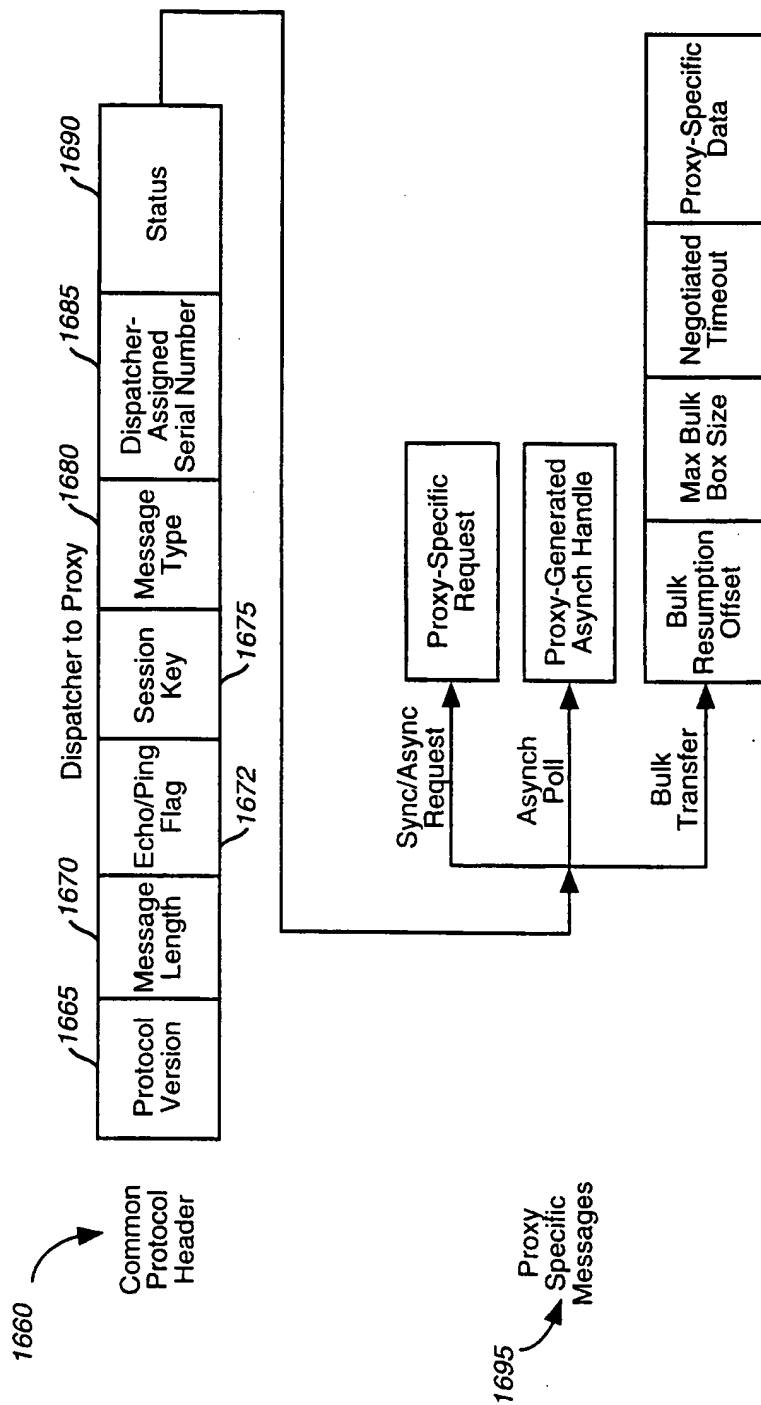 Dispatcher to Proxy
1660
Common
Protocol
Header
1665
Protocol
Version
1670
Message
Length
Echo/Ping
Flag
1672
Session
Key
1675
1680
Message
Type
1685
Dispatcher-
Assigned
Serial Number
1690
Status
1695
Proxy
Specific
Messages
Sync/Async
Request
Proxy-Specific
Request
Asynch
Poll
Proxy-Generated
Asynch Handle
Bulk
Transfer
Bulk
Resumption
Offset
Max Bulk
Box Size
Negotiated
Timeout
Proxy-Specific
Data